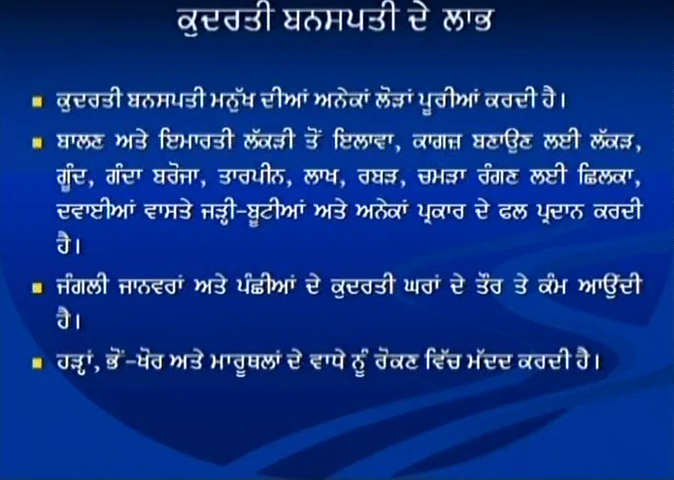 ਕੁਦਰਤੀ ਬਨਸਪਤੀ ਦੇ ਲਾਭ
ਕੁਦਰਤੀ ਬਨਸਪਤੀ ਮਨੁੱਖ ਦੀਆਂ ਅਨੇਕਾਂ ਲੋੜਾਂ ਪੂਰੀਆਂ ਕਰਦੀ ਹੈ।
ਬਾਲਣ ਅਤੇ ਇਮਾਰਤੀ ਲੱਕੜੀ ਤੋਂ ਇਲਾਵਾ, ਕਾਗਜ਼ ਬਣਾਉਣ ਲਈ ਲੱਕੜ,
ਗੂੰਦ, ਗੰਦਾ ਬਰੋਜਾ, ਤਾਰਪੀਨ, ਲਾਖ, ਰਬੜ, ਚਮੜਾ ਰੰਗਣ ਲਈ ਛਿਲਕਾ,
ਦਵਾਈਆਂ ਵਾਸਤੇ ਜੜ੍ਹੀ-ਬੂਟੀਆਂ ਅਤੇ ਅਨੇਕਾਂ ਪ੍ਰਕਾਰ ਦੇ ਫਲ ਪ੍ਰਦਾਨ ਕਰਦੀ
ਹੈ।
ਜੰਗਲੀ ਜਾਨਵਰਾਂ ਅਤੇ ਪੰਛੀਆਂ ਦੇ ਕੁਦਰਤੀ ਘਰਾਂ ਦੇ ਤੌਰ ਤੇ ਕੰਮ ਆਉਂਦੀ
ਹੈ।
ਹੜ੍ਹਾਂ, ਭੋਂ-ਖੋਰ ਅਤੇ ਮਾਰੂਥਲਾਂ ਦੇ ਵਾਧੇ ਨੂੰ ਰੋਕਣ ਵਿੱਚ ਮੱਦਦ ਕਰਦੀ ਹੈ।